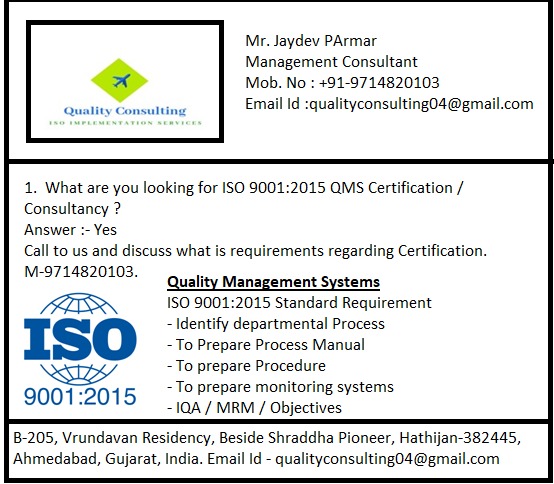 Quality Consulting
ISO IMPLEMENTATION SERVICES
Mr. Jaydev PArmar
Management Consultant
Mob. No : +91-9714820103
Email Id :qualityconsulting04@gmail.com
1.  What are you looking for ISO 9001:2015 QMS Certification /
Consultancy ?
Answer :- Yes
Call to us and discuss what is requirements regarding Certification.
M-9714820103.
ISO
9001:2015
Quality Management Systems
ISO 9001:2015 Standard Requirement
- Identify departmental Process
- To Prepare Process Manual
- To prepare Procedure
- To prepare monitoring systems
- IQA / MRM / Objectives
B-205, Vrundavan Residency, Beside Shraddha Pioneer, Hathijan-382445,
Ahmedabad, Gujarat, India. Email Id - qualityconsulting04@gmail.com